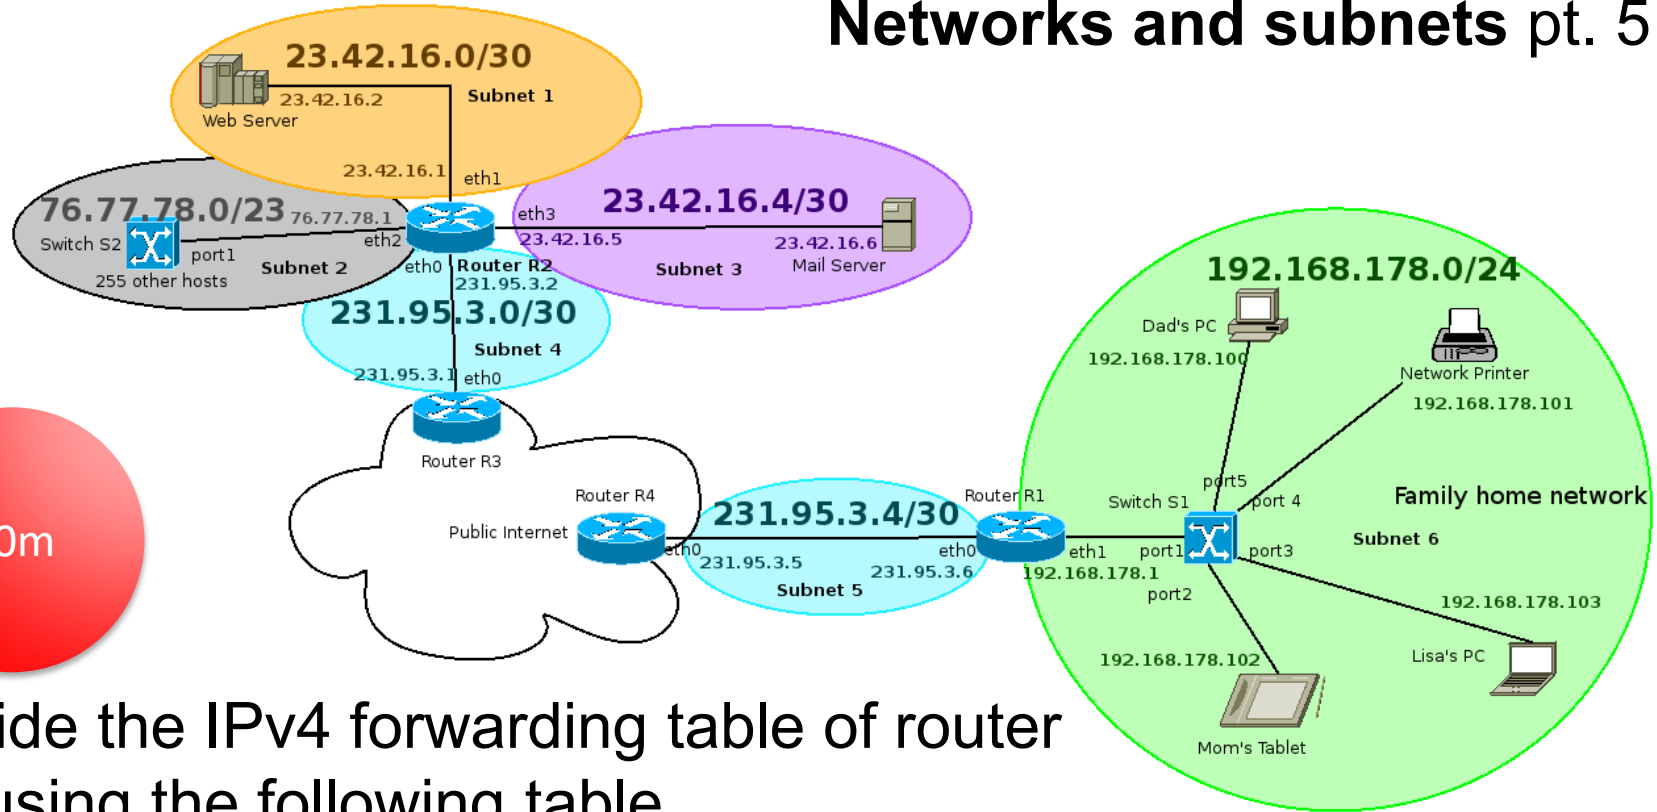 Networks and subnets pt. 5
23.42.16.0/30
23.42.16.2
Subnet 1
Web Server
23.42.16.1
eth1
76.77.78.0/23
76.77.78.1
Switch S2
port1
eth2
255 other hosts
Subnet 2
23.42.16.4/30
eth3
23.42.16.5
23.42.16.6
Subnet 3
Mail Server
eth0
Router R2
231.95.3.2
231.95.3.0/30
Subnet 4
231.95.3.1
eth0
Router R3
Router R4
Public Internet
eth0
231.95.3.4/30
231.95.3.5
Subnet 5
Router R1
eth0
231.95.3.6
eth1
192.168.178.1
192.168.178.0/24
Dad's PC
192.168.178.100
Network Printer
192.168.178.101
port5
port 4
Switch S1
port1
port3
port2
Family home network
Subnet 6
192.168.178.103
Lisa's PC
192.168.178.102
Mom's Tablet
0m
ide the IPv4 forwarding table of router
using the following table